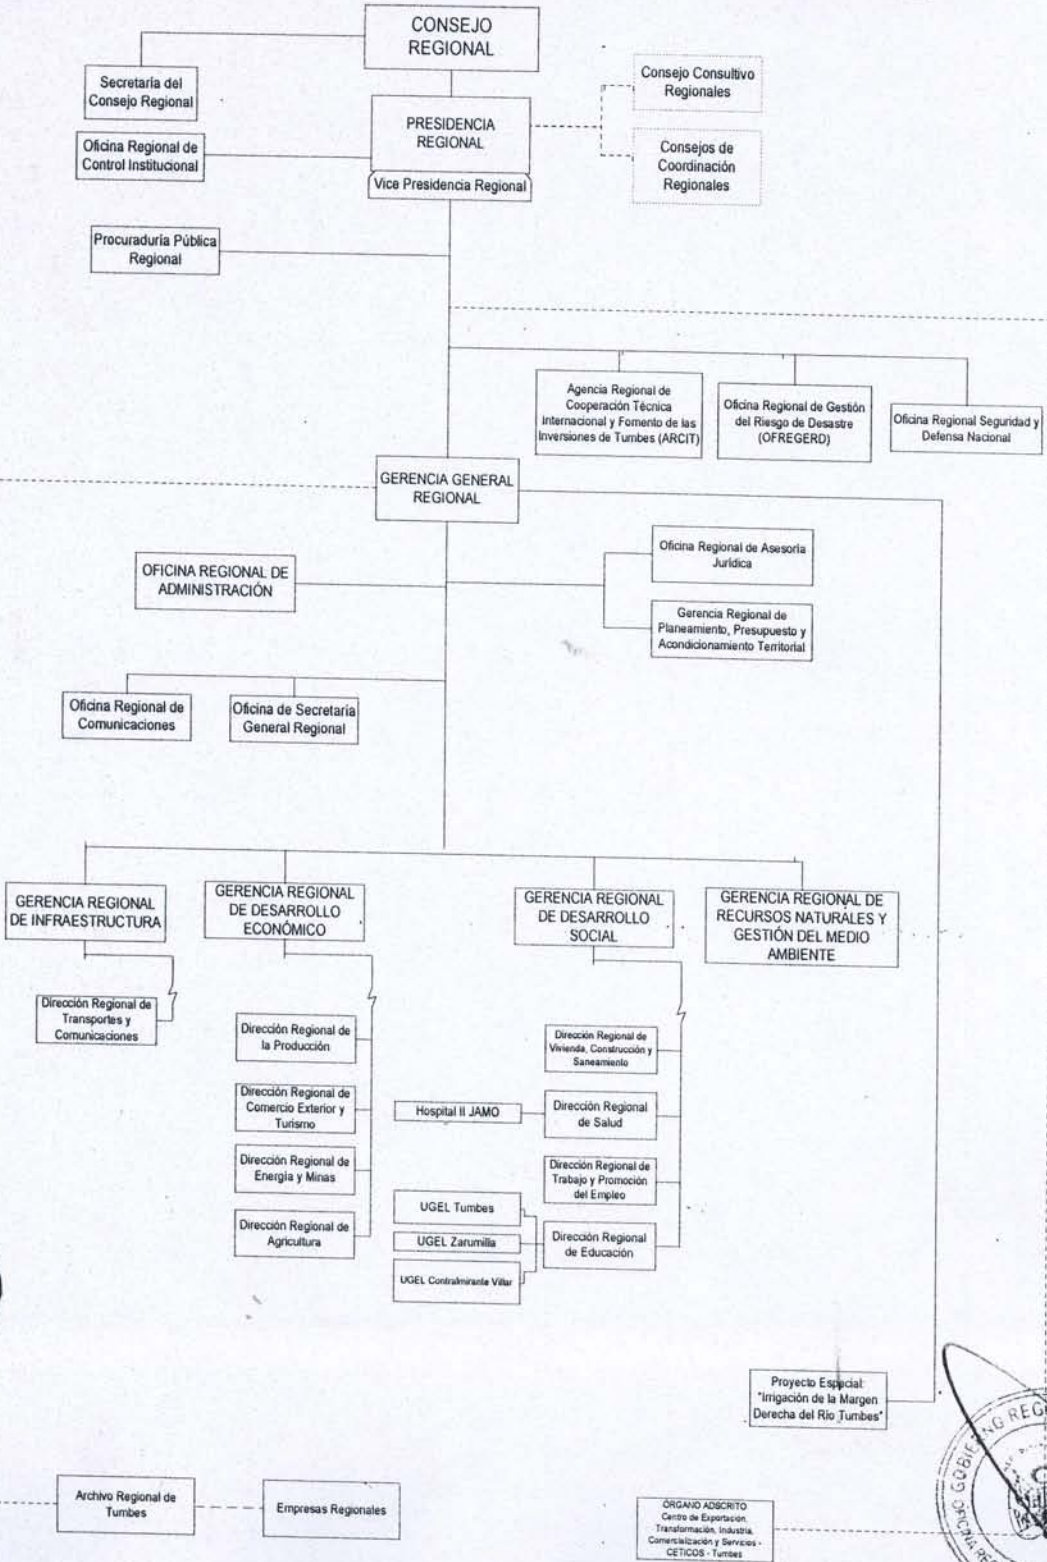 CONSEJO
REGIONAL
Secretaria del
Consejo Regional
Consejo Consultivo
Regionales
PRESIDENCIA
REGIONAL
Oficina Regional de
Control Institucional
Consejos de
Coordinación
Regionales
Vice Presidencia Regional
Procuraduría Pública
Regional
Agencia Regional de
Cooperación Técnica
Internacional y Fomento de las
Inversiones de Tumbes (ARCIT)
Oficina Regional de Gestión
del Riesgo de Desastre
(OFREGERD)
Oficina Regional Seguridad y
Defensa Nacional
GERENCIA GENERAL
REGIONAL
OFICINA REGIONAL DE
ADMINISTRACIÓN
Oficina Regional de Asesoria
Jurídica
Gerencia Regional de
Planeamiento, Presupuesto y
Acondicionamiento Territorial
Oficina Regional de
Comunicaciones
Oficina de Secretaría
General Regional
GERENCIA REGIONAL
DE INFRAESTRUCTURA
GERENCIA REGIONAL
DE DESARROLLO
ECONÓMICO
GERENCIA REGIONAL
DE DESARROLLO
SOCIAL
GERENCIA REGIONAL DE
RECURSOS NATURALES Y
GESTIÓN DEL MEDIO
AMBIENTE
Dirección Regional de
Transportes y
Comunicaciones
Dirección Regional de
la Producción
Dirección Regional de
Comercio Exterior y
Turismo
Dirección Regional de
Energía y Minas
Dirección Regional de
Agricultura
Dirección Regional de
Vivienda, Construcción y
Saneamiento
Hospital II JAMO
Dirección Regional
de Salud
Dirección Regional de
Trabajo y Promoción
del Empleo
UGEL Tumbes
UGEL Zarumilla
UGEL Contralmirante Villar
Dirección Regional
de Educación
Proyecto Especial:
"Irrigación de la Margen
Derecha del Río Tumbes"
Archivo Regional de
Tumbes
Empresas Regionales
ÓRGANO ADSCRITO
Centro de Exportación,
Transformación, Industria,
Comercialización y Servicios -
CETICOS - Tumbes
GOBIERNO REG